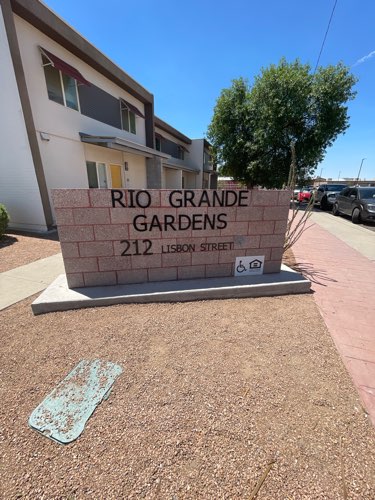 RIO GRANDE
GARDENS
212 LISBON STREET